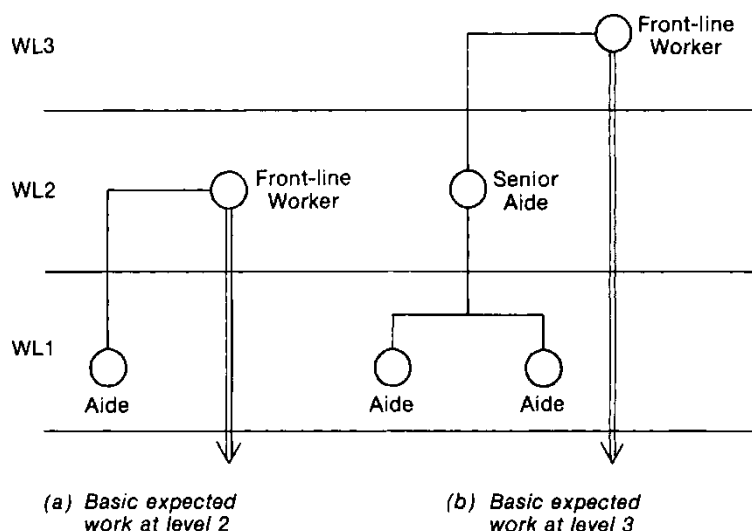 WL3
Front-line
Worker
WL2
Front-line
Worker
Senior
Aide
WL1
Aide
Aide
Aide
(a) Basic expected
work at level 2
(b) Basic expected
work at level 3